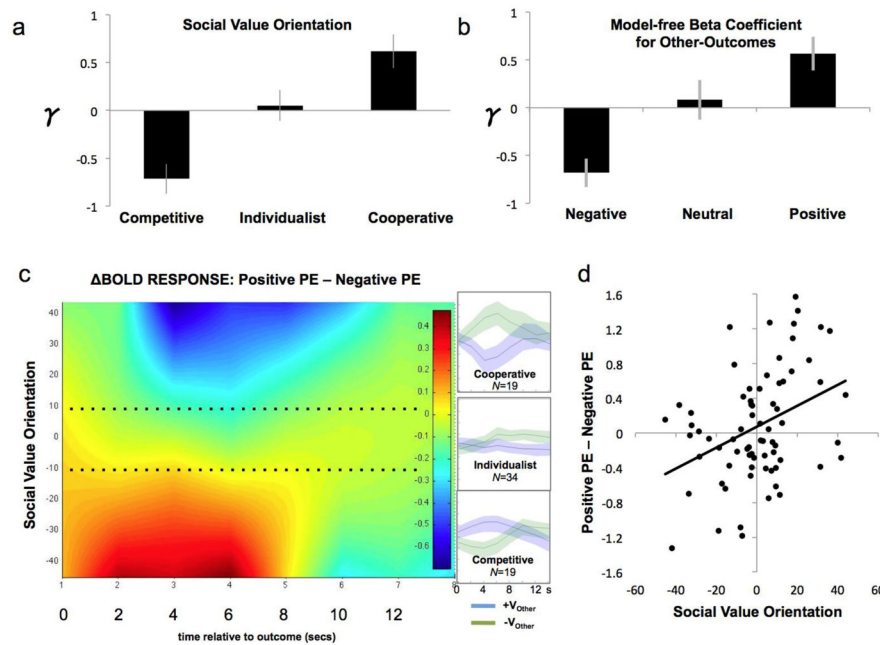 a
Social Value Orientation
1
0.5
0
-0.5
-1
γ
Competitive
Individualist
Cooperative
b
Model-free Beta Coefficient
for Other-Outcomes
1
0.5
0
-0.5
-1
γ
Negative
Neutral
Positive
c
ΔBOLD RESPONSE: Positive PE – Negative PE
Social Value Orientation
40
30
20
10
0
-10
-20
-30
-40
0.4
0.3
0.2
0.1
0
-0.1
-0.2
-0.3
-0.4
-0.5
-0.6
1 2 3 4 5 6 7 8
0 2 4 6 8 10 12
time relative to outcome (secs)
Cooperative
N=19
Individualist
N=34
Competitive
N=19
0 4 8 12 s
+VOther
-VOther
d
Positive PE – Negative PE
1.6
1.2
0.8
0.4
0
-0.4
-0.8
-1.2
-1.6
-60 -40 -20 0 20 40 60
Social Value Orientation